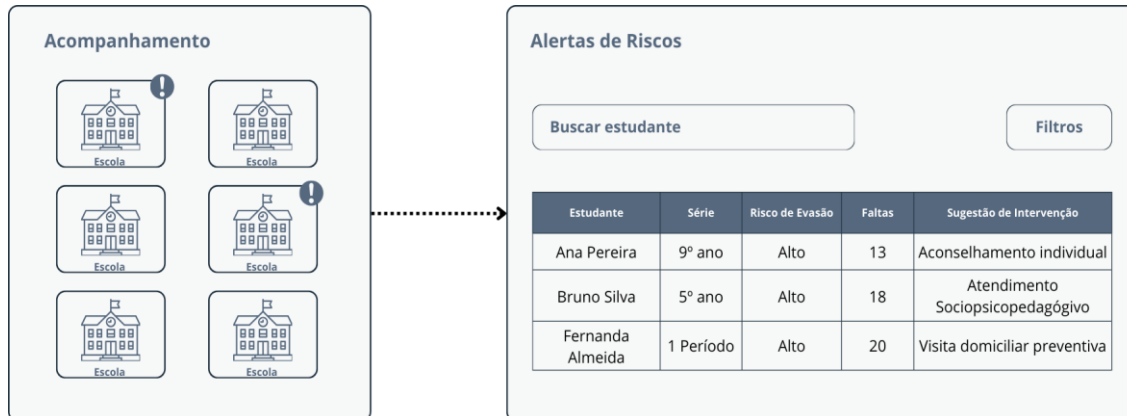 Acompanhamento
!
Escola
Escola
!
Escola
Escola
Escola
Escola
Alertas de Riscos
Buscar estudante
Filtros
Estudante Série Risco de Evasão Faltas Sugestão de Intervenção
Ana Pereira 9º ano Alto 13 Aconselhamento individual
Bruno Silva 5º ano Alto 18 Atendimento
Sociopsicopedagógivo
Fernanda
Almeida 1 Período Alto 20 Visita domiciliar preventiva